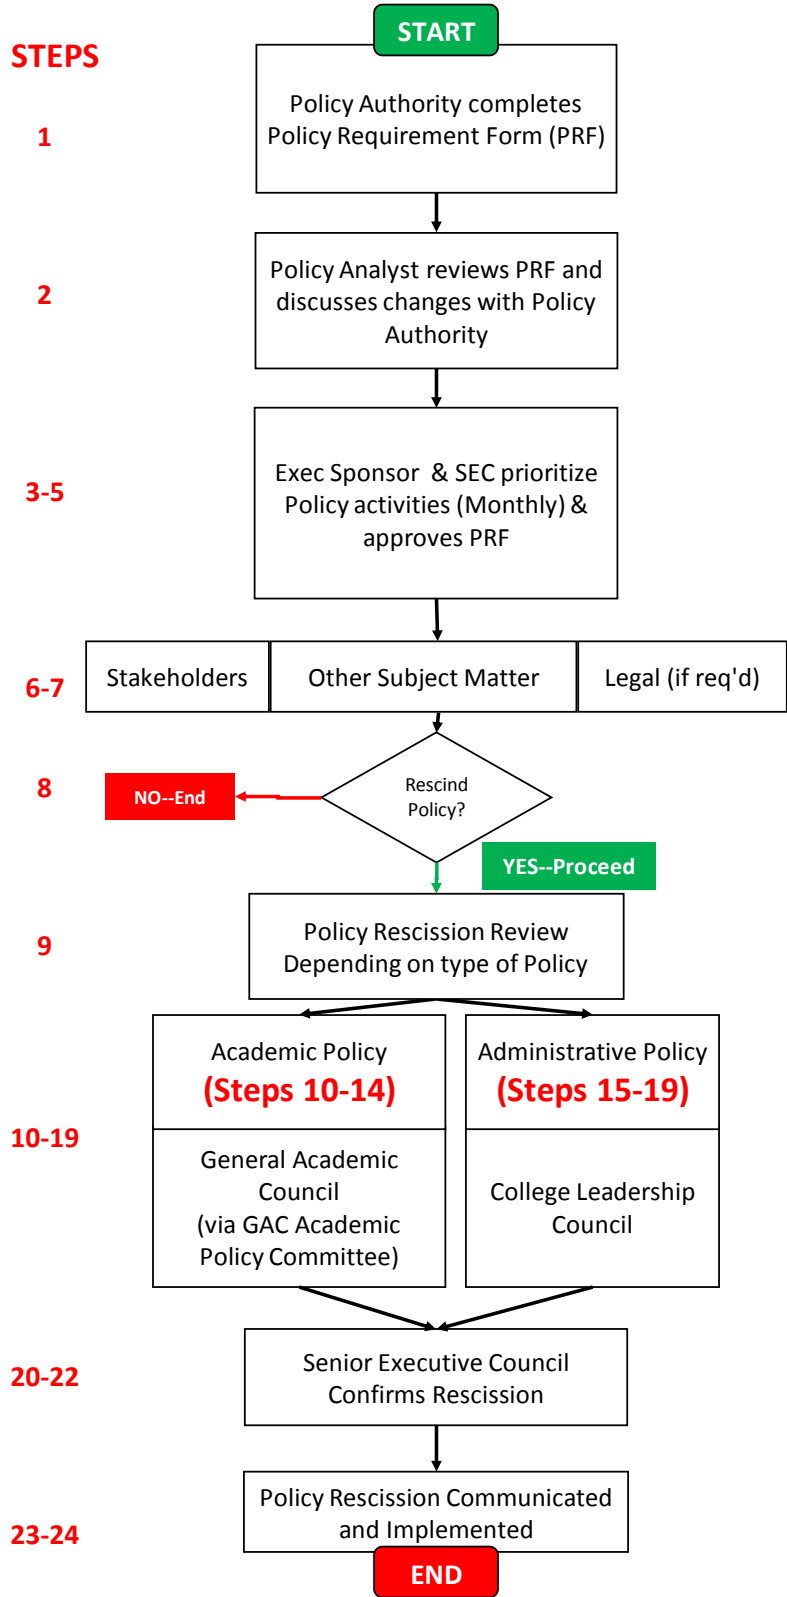 START
STEPS
1
Policy Authority completes
Policy Requirement Form (PRF)
2
Policy Analyst reviews PRF and
discusses changes with Policy
Authority
3-5
Exec Sponsor & SEC prioritize
Policy activities (Monthly) &
approves PRF
6-7
Stakeholders
Other Subject Matter
Legal (if req'd)
8
NO--End
Rescind
Policy?
YES--Proceed
9
Policy Rescission Review
Depending on type of Policy
10-19
Academic Policy
(Steps 10-14)
General Academic
Council
(via GAC Academic
Policy Committee)
Administrative Policy
(Steps 15-19)
College Leadership
Council
20-22
Senior Executive Council
Confirms Rescission
23-24
Policy Rescission Communicated
and Implemented
END